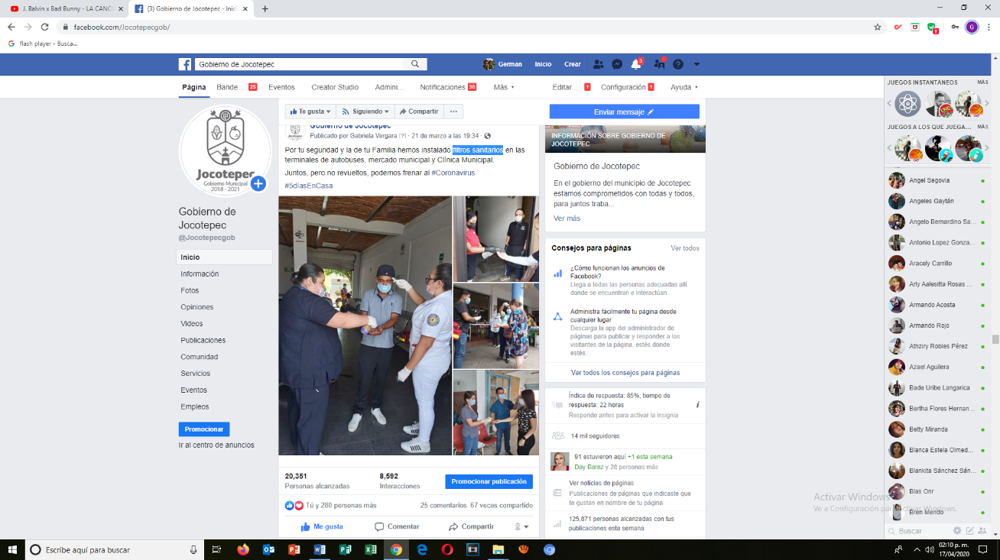 J. Balvin x Bad Bunny - LA CANCI
(3) Gobierno de Jocotepec - Inici
facebook.com/Jocotepecgob/
flash player - Busca...
Gobierno de Jocotepec
German
Inicio
Crear
3
Página
Bande... 25
Eventos
Creator Studio
Admini...
Notificaciones 36
Más
Editar ... 1
Configuración 1
Ayuda
Jocotepec
Gobierno Municipal
2018 - 2021
Gobierno de
Jocotepec
@Jocotepecgob
Inicio
Información
Fotos
Opiniones
Videos
Publicaciones
Comunidad
Servicios
Eventos
Empleos
Promocionar
Ir al centro de anuncios
Te gusta
Siguiendo
Compartir
...
Gobierno de Jocotepec
Publicado por Gabriela Vergara [?] · 21 de marzo a las 19:34 ·
Por tu seguridad y la de tu Familia hemos instalado filtros sanitarios en las
terminales de autobuses, mercado municipal y Clínica Municipal.
Juntos, pero no revueltos, podemos frenar al #Coronavirus
#5díasEnCasa
20,351
Personas alcanzadas
8,592
Interacciones
Promocionar publicación
Tú y 280 personas más
25 comentarios 67 veces compartido
Me gusta
Comentar
Compartir
Enviar mensaje
INFORMACIÓN SOBRE GOBIERNO DE
JOCOTEPEC
Gobierno de Jocotepec
En el gobierno del municipio de Jocotepec
estamos comprometidos con todas y todos,
para juntos traba...
Ver más
Consejos para páginas
Ver todos
¿Cómo funcionan los anuncios de
Facebook?
Llega a todas las personas adecuadas allí
donde se encuentran e interactúan.
Administra fácilmente tu página desde
cualquier lugar
Descarga la app del administrador de
páginas para publicar y responder a los
visitantes de la página, estés donde
estés.
Ver todos los consejos para páginas
Índice de respuesta: 85%; tiempo de
respuesta: 22 horas
Responde antes para activar la insignia
14 mil seguidores
91 estuvieron aquí +1 esta semana
Day Barez y 28 personas más
Ver noticias de páginas
Publicaciones de páginas que indicaste que
te gustan en nombre de tu página
125,871 personas alcanzadas con tus
publicaciones esta semana
JUEGOS INSTANTÁNEOS
MÁS
JUEGOS A LOS QUE JUEGA...
MÁS
Angel Segovia
Angeles Gaytán
Angelo Bernardino Sa...
Antonio Lopez Gonza...
Aracely Carrillo
Arly Aalesitta Rosas ...
Armando Acosta
Armando Rojo
Athziry Robles Pérez
Azael Aguilera
Bade Uribe Langarica
Bertha Flores Hernan...
Betty Miranda
Blanca Estela Olmed...
Blankita Sánchez Sán...
Blas Onr
Bren Mendo
Buscar
Activar Windows
Ve a Configuración para activar Windows.
Escribe aquí para buscar
02:10 p. m.
17/04/2020